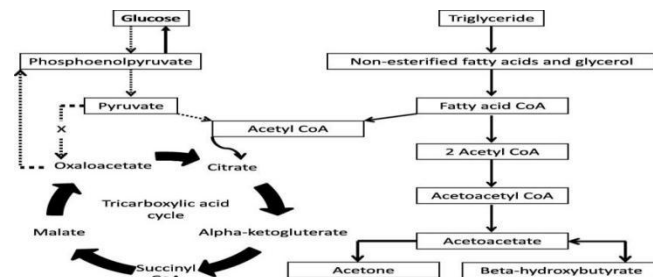 Glucose
Triglyceride
Phosphoenolpyruvate
Non-esterified fatty acids and glycerol
Pyruvate
Fatty acid CoA
x
Acetyl CoA
2 Acetyl CoA
Oxaloacetate
Citrate
Acetoacetyl CoA
Tricarboxylic acid
cycle
Malate
Alpha-ketogluterate
Acetoacetate
Succinyl
Acetone
Beta-hydroxybutyrate